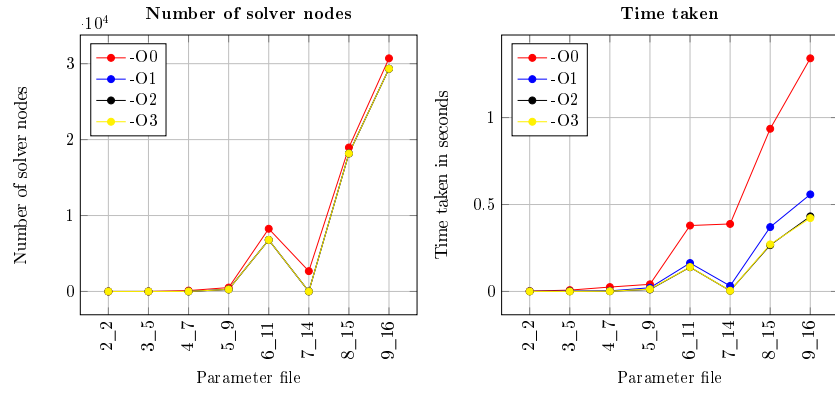 Number of solver nodes
·10^4
Number of solver nodes
3
2
1
0
-O0
-O1
-O2
-O3
2_2
3_5
4_7
5_9
6_11
7_14
8_15
9_16
Parameter file
Time taken
Time taken in seconds
1
0.5
0
-O0
-O1
-O2
-O3
2_2
3_5
4_7
5_9
6_11
7_14
8_15
9_16
Parameter file